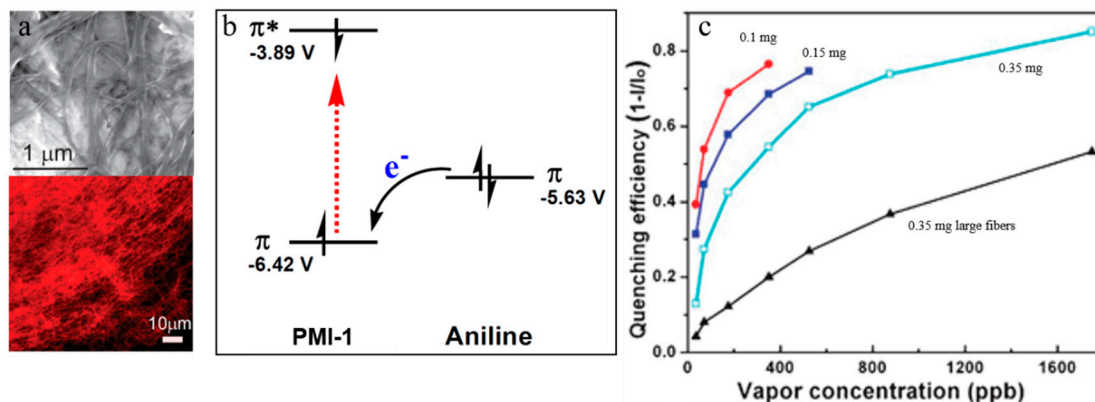 a
1 μm
10μm
b
π*
-3.89 V
e-
π
-5.63 V
π
-6.42 V
PMI-1
Aniline
c
0.1 mg
0.15 mg
0.35 mg
0.35 mg large fibers
Quenching efficiency (1-I/I₀)
0.8
0.6
0.4
0.2
0.0
0 400 800 1200 1600
Vapor concentration (ppb)